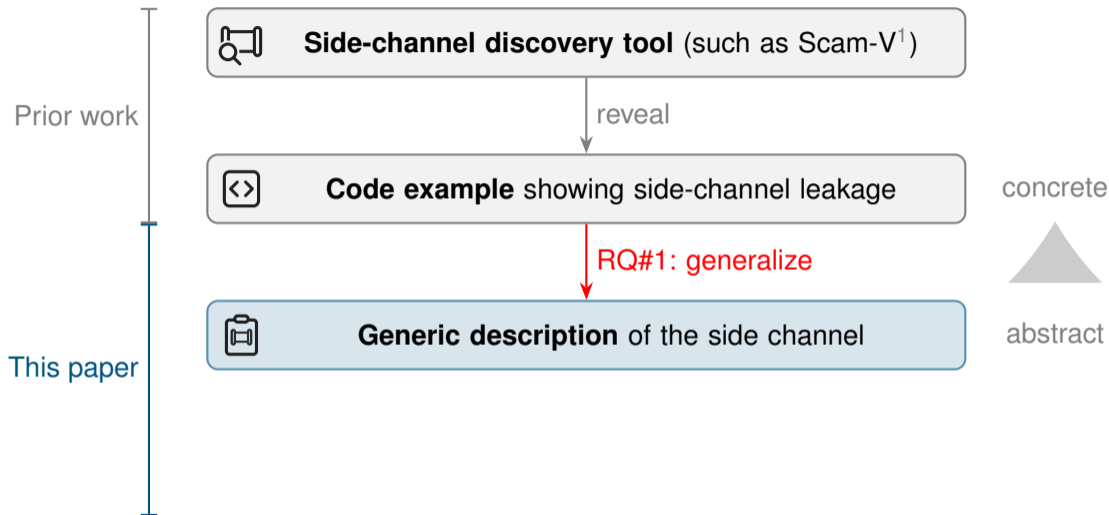 Side-channel discovery tool (such as Scam-V¹)
Prior work
reveal
Code example showing side-channel leakage
concrete
RQ#1: generalize
Generic description of the side channel
abstract
This paper